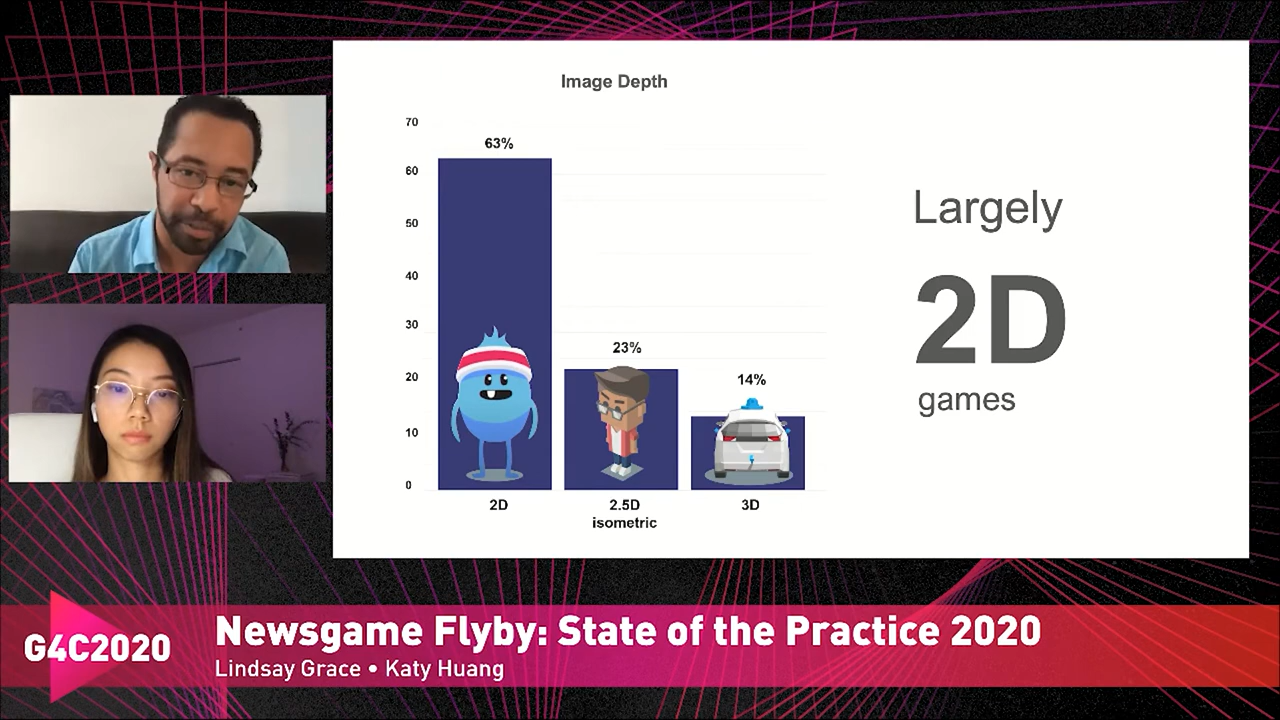 Image Depth
70
63%
60
50
40
30
23%
20
14%
10
0
2D
2.5D
3D
isometric
Largely
2D
games
G4C2020
Newsgame Flyby: State of the Practice 2020
Lindsay Grace • Katy Huang